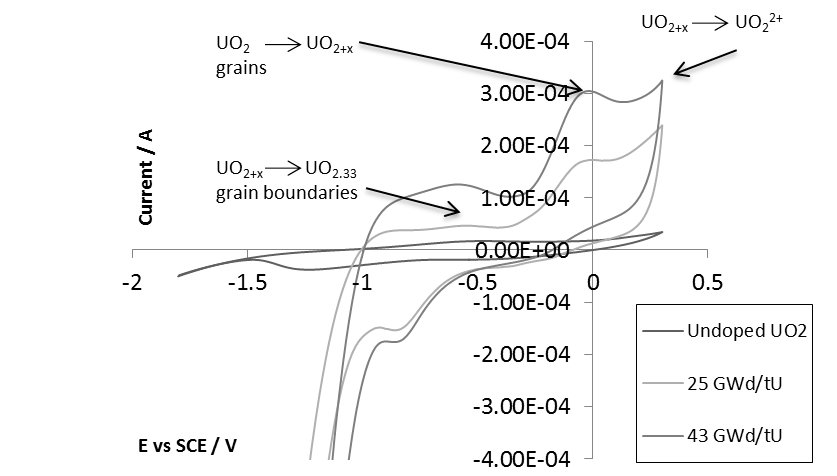 UO₂ → UO₂₊ₓ
grains
UO₂₊ₓ → UO₂²⁺
UO₂₊ₓ → UO₂.₃₃
grain boundaries
Current / A
4.00E-04
3.00E-04
2.00E-04
1.00E-04
0.00E+00
-1.00E-04
-2.00E-04
-3.00E-04
-4.00E-04
-2 -1.5 -1 -0.5 0 0.5
E vs SCE / V
Undoped UO2
25 GWd/tU
43 GWd/tU